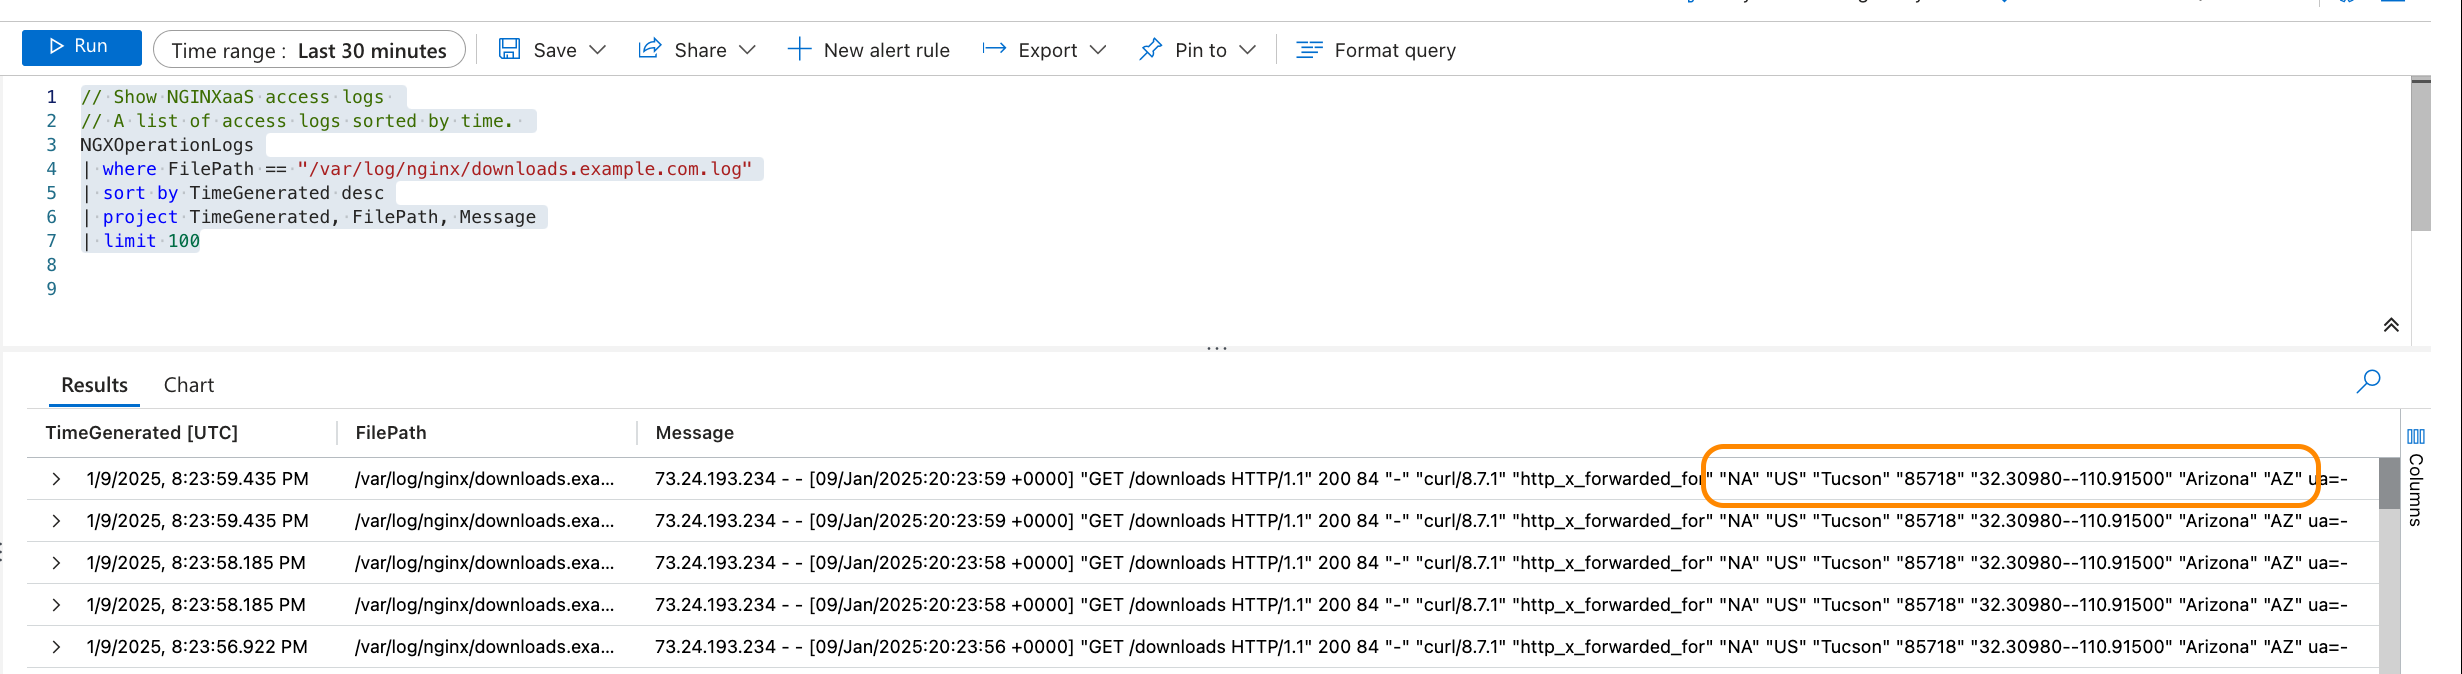 Run
Time range : Last 30 minutes
Save
Share
New alert rule
Export
Pin to
Format query
1 // Show NGINXaaS access logs
2 // A list of access logs sorted by time.
3 NGXOperationLogs
4 | where FilePath == "/var/log/nginx/downloads.example.com.log"
5 | sort by TimeGenerated desc
6 | project TimeGenerated, FilePath, Message
7 | limit 100
8
9
...
Results Chart
TimeGenerated [UTC] FilePath Message
1/9/2025, 8:23:59.435 PM /var/log/nginx/downloads.exa... 73.24.193.234 - - [09/Jan/2025:20:23:59 +0000] "GET /downloads HTTP/1.1" 200 84 "-" "curl/8.7.1" "http_x_forwarded_for" "NA" "US" "Tucson" "85718" "32.30980--110.91500" "Arizona" "AZ" ua=-
1/9/2025, 8:23:59.435 PM /var/log/nginx/downloads.exa... 73.24.193.234 - - [09/Jan/2025:20:23:59 +0000] "GET /downloads HTTP/1.1" 200 84 "-" "curl/8.7.1" "http_x_forwarded_for" "NA" "US" "Tucson" "85718" "32.30980--110.91500" "Arizona" "AZ" ua=-
1/9/2025, 8:23:58.185 PM /var/log/nginx/downloads.exa... 73.24.193.234 - - [09/Jan/2025:20:23:58 +0000] "GET /downloads HTTP/1.1" 200 84 "-" "curl/8.7.1" "http_x_forwarded_for" "NA" "US" "Tucson" "85718" "32.30980--110.91500" "Arizona" "AZ" ua=-
1/9/2025, 8:23:58.185 PM /var/log/nginx/downloads.exa... 73.24.193.234 - - [09/Jan/2025:20:23:58 +0000] "GET /downloads HTTP/1.1" 200 84 "-" "curl/8.7.1" "http_x_forwarded_for" "NA" "US" "Tucson" "85718" "32.30980--110.91500" "Arizona" "AZ" ua=-
1/9/2025, 8:23:56.922 PM /var/log/nginx/downloads.exa... 73.24.193.234 - - [09/Jan/2025:20:23:56 +0000] "GET /downloads HTTP/1.1" 200 84 "-" "curl/8.7.1" "http_x_forwarded_for" "NA" "US" "Tucson" "85718" "32.30980--110.91500" "Arizona" "AZ" ua=-
Columns